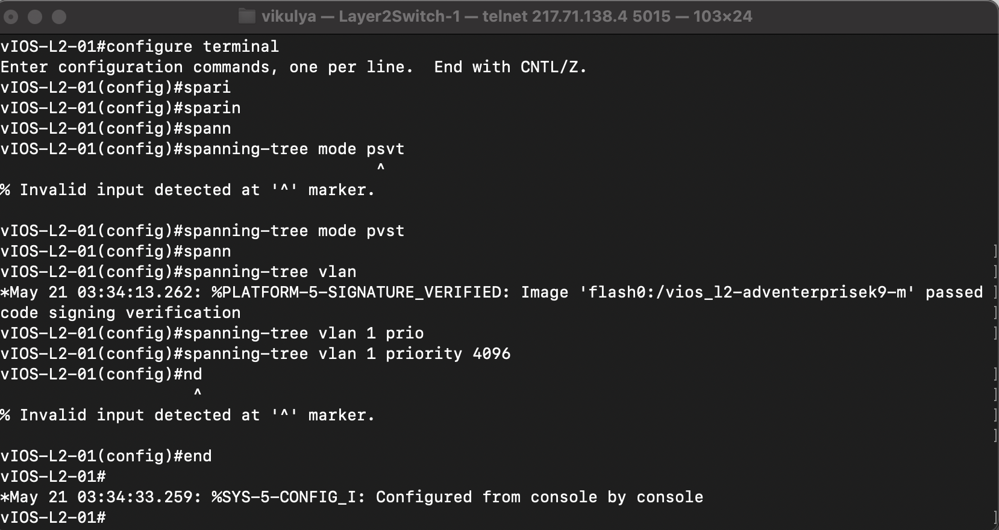 vikulya — Layer2Switch-1 — telnet 217.71.138.4 5015 — 103×24
vIOS-L2-01#configure terminal
Enter configuration commands, one per line.  End with CNTL/Z.
vIOS-L2-01(config)#spari
vIOS-L2-01(config)#sparin
vIOS-L2-01(config)#spann
vIOS-L2-01(config)#spanning-tree mode psvt
                                       ^
% Invalid input detected at '^' marker.

vIOS-L2-01(config)#spanning-tree mode pvst
vIOS-L2-01(config)#spann
]
vIOS-L2-01(config)#spanning-tree vlan
]
*May 21 03:34:13.262: %PLATFORM-5-SIGNATURE_VERIFIED: Image 'flash0:/vios_l2-adventerprisek9-m' passed
]
code signing verification
]
vIOS-L2-01(config)#spanning-tree vlan 1 prio
]
vIOS-L2-01(config)#spanning-tree vlan 1 priority 4096
vIOS-L2-01(config)#nd
]
                    ^
]
% Invalid input detected at '^' marker.
]
]
vIOS-L2-01(config)#end
vIOS-L2-01#
*May 21 03:34:33.259: %SYS-5-CONFIG_I: Configured from console by console
vIOS-L2-01#
]